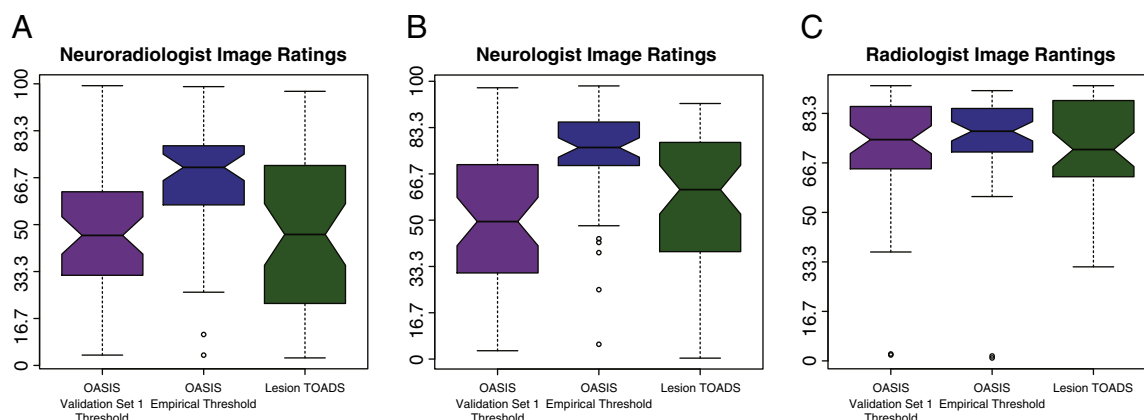 A
Neuroradiologist Image Ratings
100
83.3
66.7
50
33.3
16.7
0
OASIS
Validation Set 1
Threshold
OASIS
Empirical Threshold
Lesion TOADS
B
Neurologist Image Ratings
100
83.3
66.7
50
33.3
16.7
0
OASIS
Validation Set 1
Threshold
OASIS
Empirical Threshold
Lesion TOADS
C
Radiologist Image Rantings
83.3
66.7
50
33.3
16.7
0
OASIS
Validation Set 1
Threshold
OASIS
Empirical Threshold
Lesion TOADS